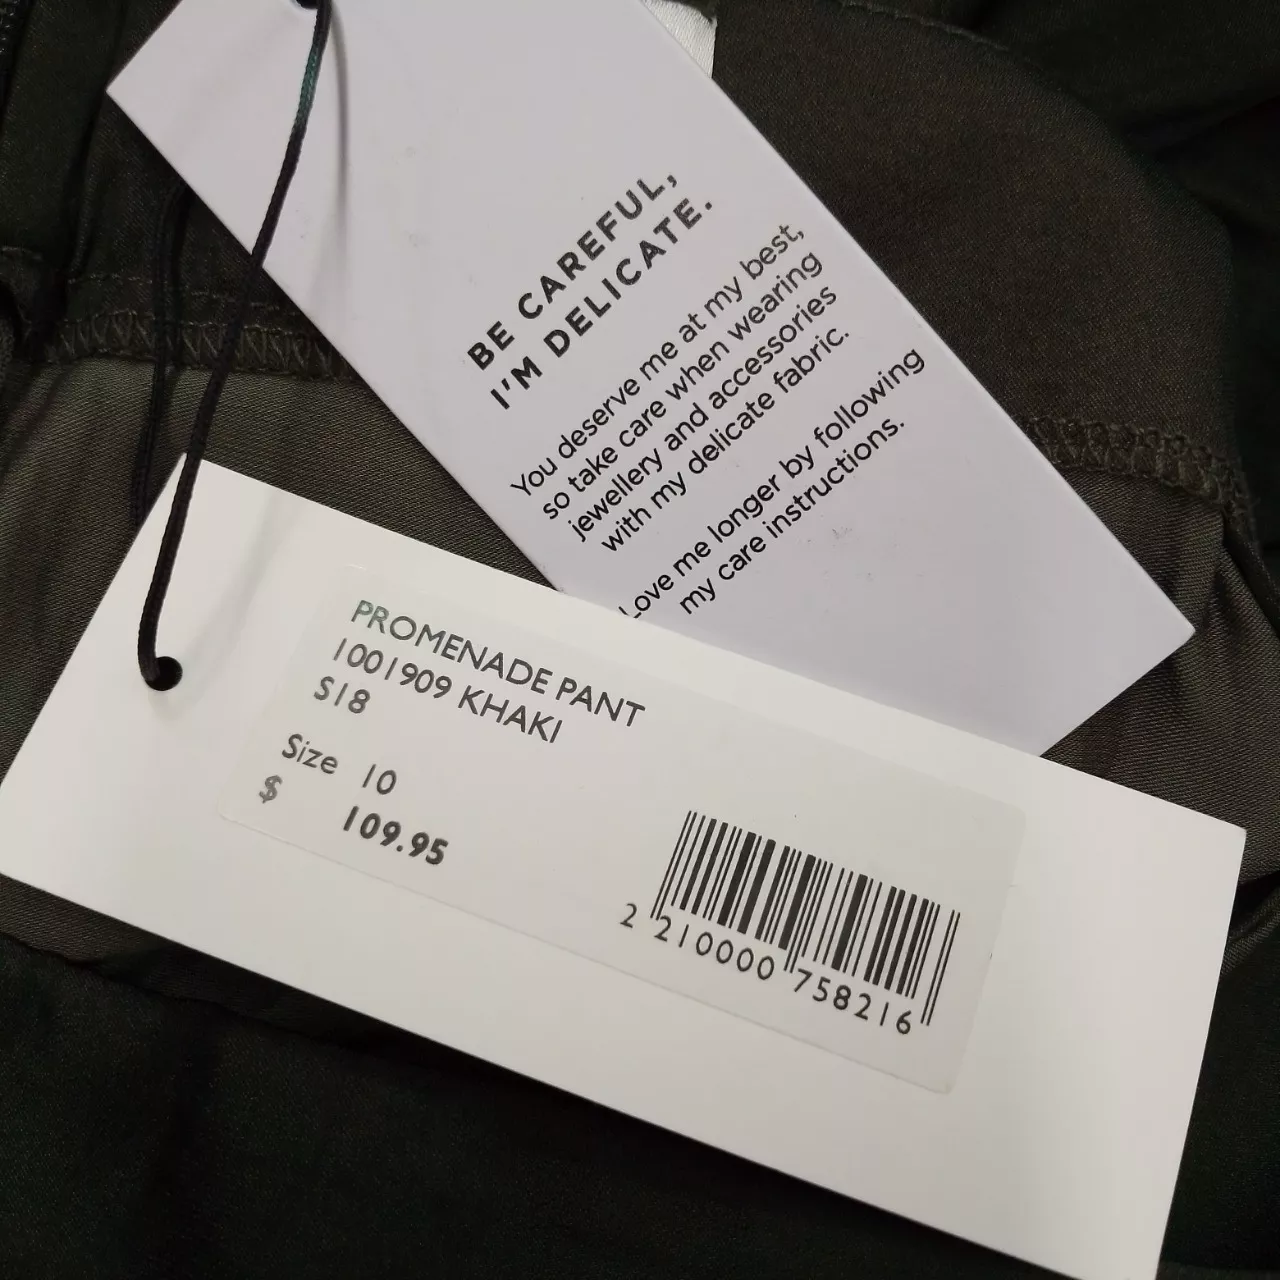 BE CAREFUL,
I'M DELICATE.
You deserve me at my best,
so take care when wearing
jewellery and accessories
with my delicate fabric.
Love me longer by following
my care instructions.
PROMENADE PANT
1001909 KHAKI
S18
Size 10
$ 109.95
2 210000 758216